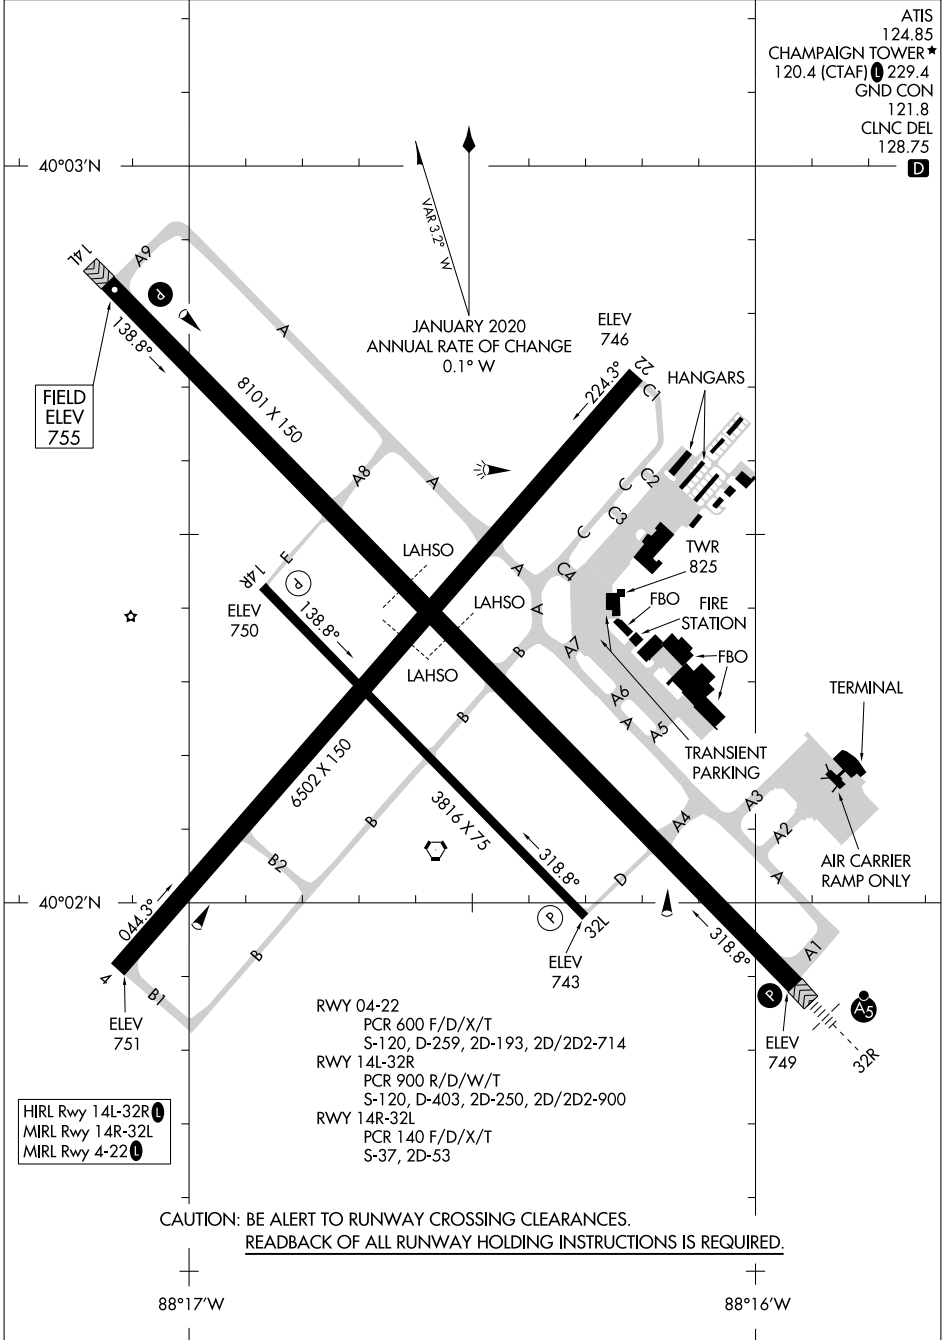 ATIS
124.85
CHAMPAIGN TOWER★
120.4 (CTAF) L 229.4
GND CON
121.8
CLNC DEL
128.75
D
40°03'N
VAR 3.2° W
JANUARY 2020
ANNUAL RATE OF CHANGE
0.1° W
14L
A9
P
138.8°
A
8101 X 150
FIELD
ELEV
755
ELEV
746
22
224.3°
C1
HANGARS
A8
A
C
C2
C3
C
C4
E
14R
P
ELEV
750
138.8°
LAHSO
LAHSO
LAHSO
A
A
B
A7
TWR
825
FBO
FIRE
STATION
FBO
A6
A
A5
B
TRANSIENT
PARKING
TERMINAL
6502 X 150
3816 X 75
B
B2
A4
A3
A2
A
AIR CARRIER
RAMP ONLY
318.8°
D
40°02'N
044.3°
4
B
B1
P
32L
ELEV
743
318.8°
A1
P
A5
ELEV
751
ELEV
749
32R
RWY 04-22
PCR 600 F/D/X/T
S-120, D-259, 2D-193, 2D/2D2-714
RWY 14L-32R
PCR 900 R/D/W/T
S-120, D-403, 2D-250, 2D/2D2-900
RWY 14R-32L
PCR 140 F/D/X/T
S-37, 2D-53
HIRL Rwy 14L-32R L
MIRL Rwy 14R-32L
MIRL Rwy 4-22 L
CAUTION: BE ALERT TO RUNWAY CROSSING CLEARANCES.
READBACK OF ALL RUNWAY HOLDING INSTRUCTIONS IS REQUIRED.
88°17'W
88°16'W